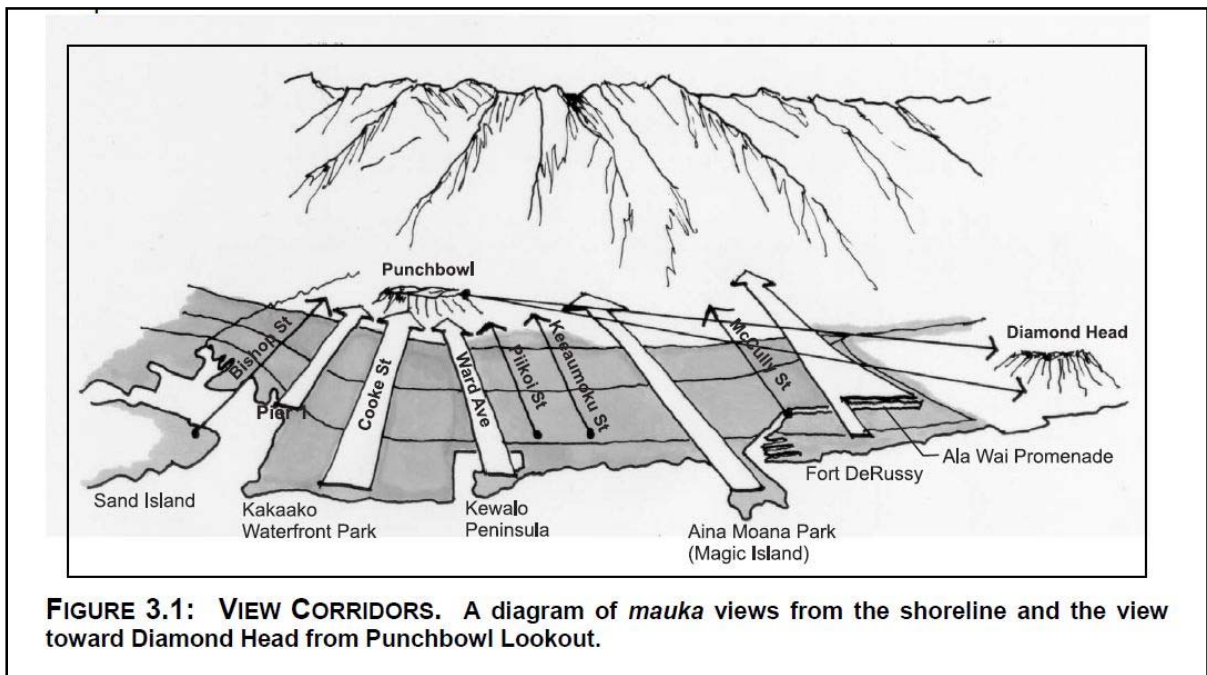 Punchbowl
Diamond Head
Bishop St
Pier 1
Cooke St
Ward Ave
Piikoi St
Keeaumoku St
McCully St
Sand Island
Kakaako
Waterfront Park
Kewalo
Peninsula
Aina Moana Park
(Magic Island)
Fort DeRussy
Ala Wai Promenade
FIGURE 3.1: VIEW CORRIDORS. A diagram of mauka views from the shoreline and the view
toward Diamond Head from Punchbowl Lookout.